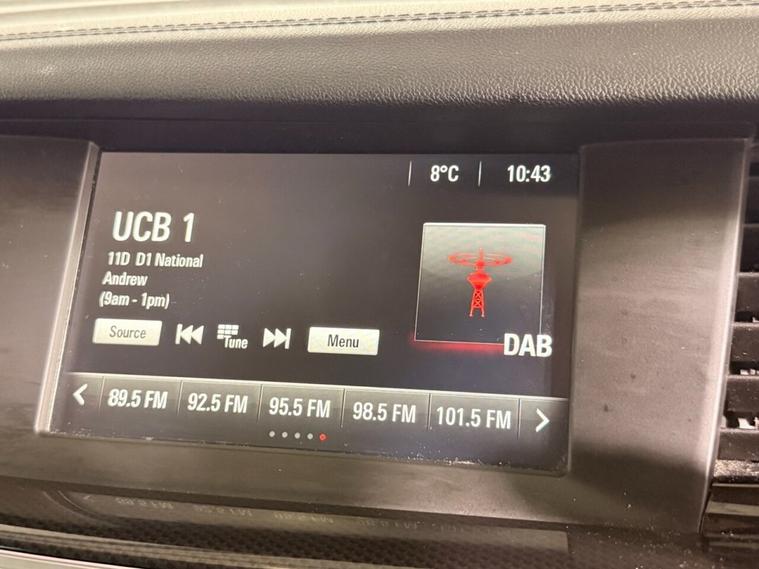 8°C 10:43
UCB 1
11D D1 National
Andrew
(9am - 1pm)
Source Tune Menu
DAB
89.5 FM 92.5 FM 95.5 FM 98.5 FM 101.5 FM